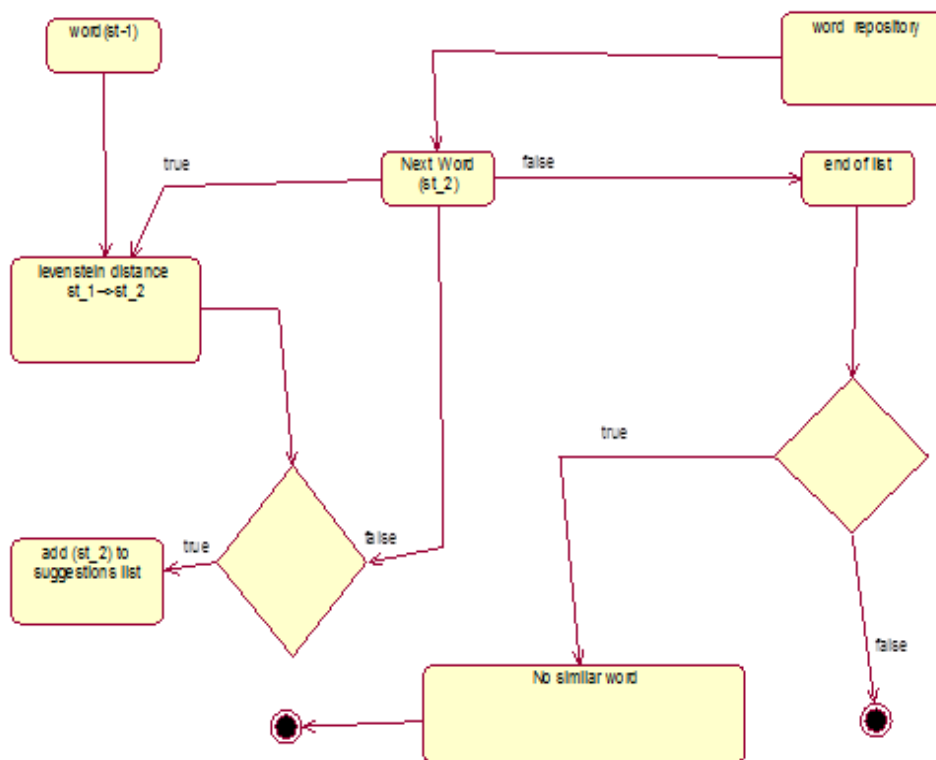 word(st-1)
word repository
true
Next Word
(st_2)
false
end of list
levenstein distance
st_1-->st_2
true
false
add (st_2) to
suggestions list
true
No similar word
false